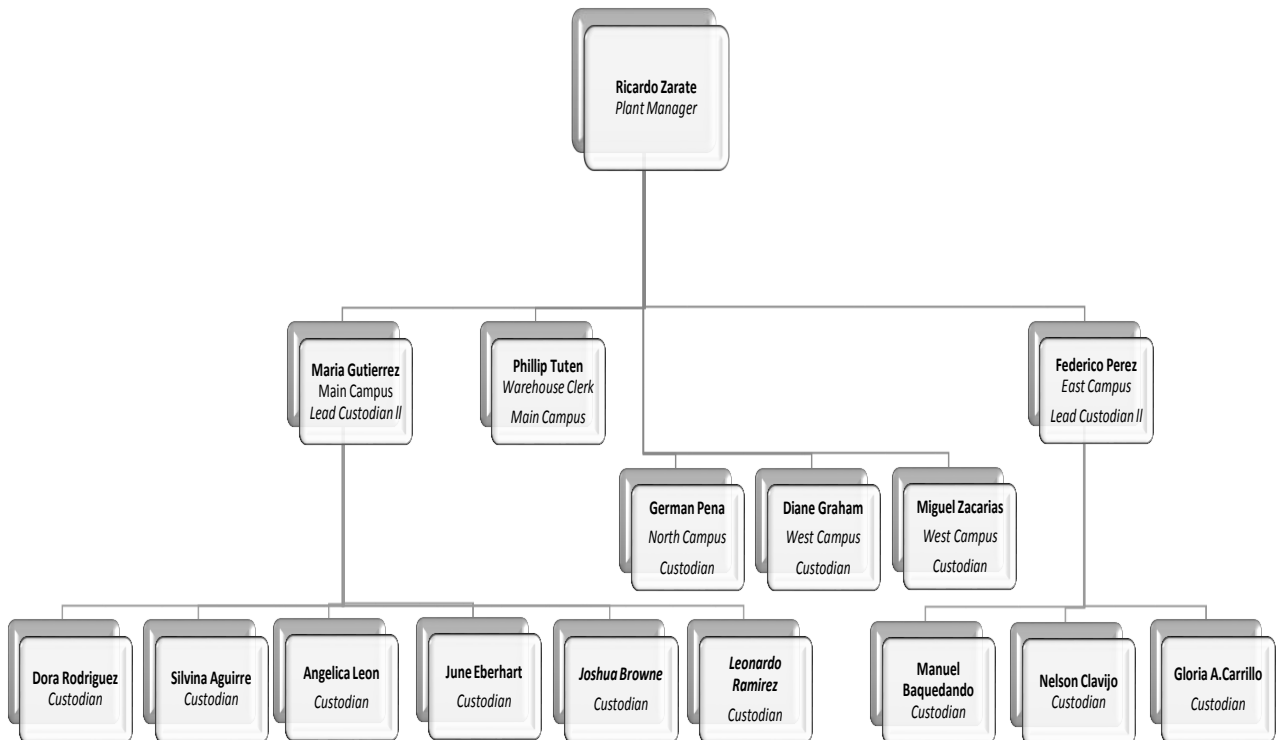 Ricardo Zarate
Plant Manager
Maria Gutierrez
Main Campus
Lead Custodian ll
Phillip Tuten
Warehouse Clerk
Main Campus
Federico Perez
East Campus
Lead Custodian ll
German Pena
North Campus
Custodian
Diane Graham
West Campus
Custodian
Miguel Zacarias
West Campus
Custodian
Dora Rodriguez
Custodian
Silvina Aguirre
Custodian
Angelica Leon
Custodian
June Eberhart
Custodian
Joshua Browne
Custodian
Leonardo
Ramirez
Custodian
Manuel
Baquedando
Custodian
Nelson Clavijo
Custodian
Gloria A.Carrillo
Custodian